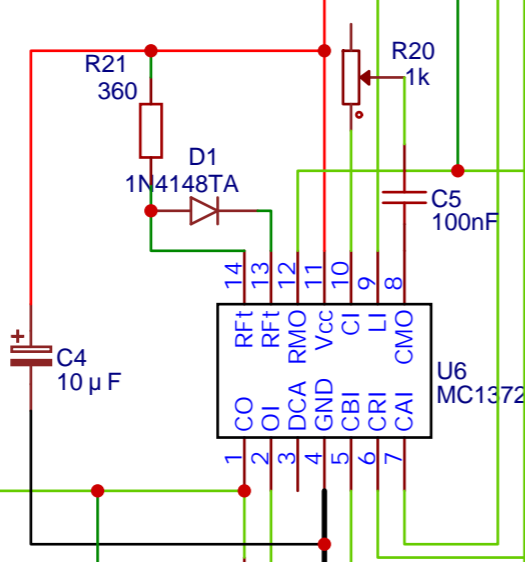 R20
1k
R21
360
D1
1N4148TA
C5
100nF
14
13
12
11
10
9
8
RFt
RFt
RMO
Vcc
CI
LI
CMO
+
C4
10 µ F
U6
MC1372
CO
OI
DCA
GND
CBI
CRI
CAI
1
2
3
4
5
6
7